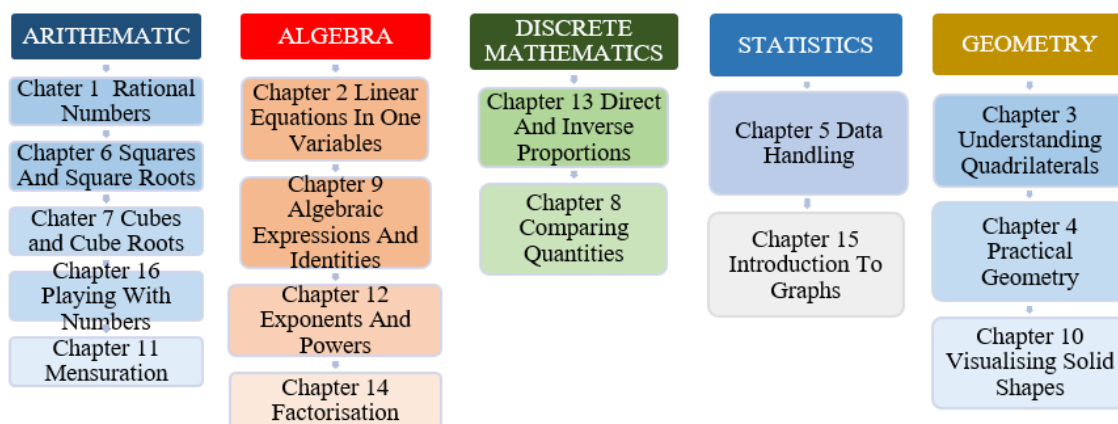 ARITHEMATIC
Chater 1 Rational
Numbers
Chapter 6 Squares
And Square Roots
Chater 7 Cubes
and Cube Roots
Chapter 16
Playing With
Numbers
Chapter 11
Mensuration
ALGEBRA
Chapter 2 Linear
Equations In One
Variables
Chapter 9
Algebraic
Expressions And
Identities
Chapter 12
Exponents And
Powers
Chapter 14
Factorisation
DISCRETE
MATHEMATICS
Chapter 13 Direct
And Inverse
Proportions
Chapter 8
Comparing
Quantities
STATISTICS
Chapter 5 Data
Handling
Chapter 15
Introduction To
Graphs
GEOMETRY
Chapter 3
Understanding
Quadrilaterals
Chapter 4
Practical
Geometry
Chapter 10
Visualising Solid
Shapes